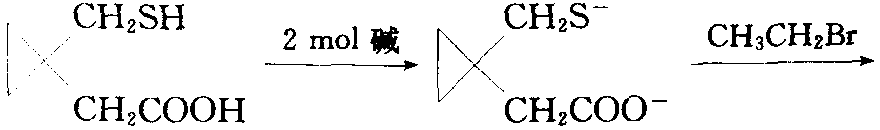 CH₂SH
CH₂COOH
2 mol 碱
CH₂S⁻
CH₂COO⁻
CH₃CH₂Br